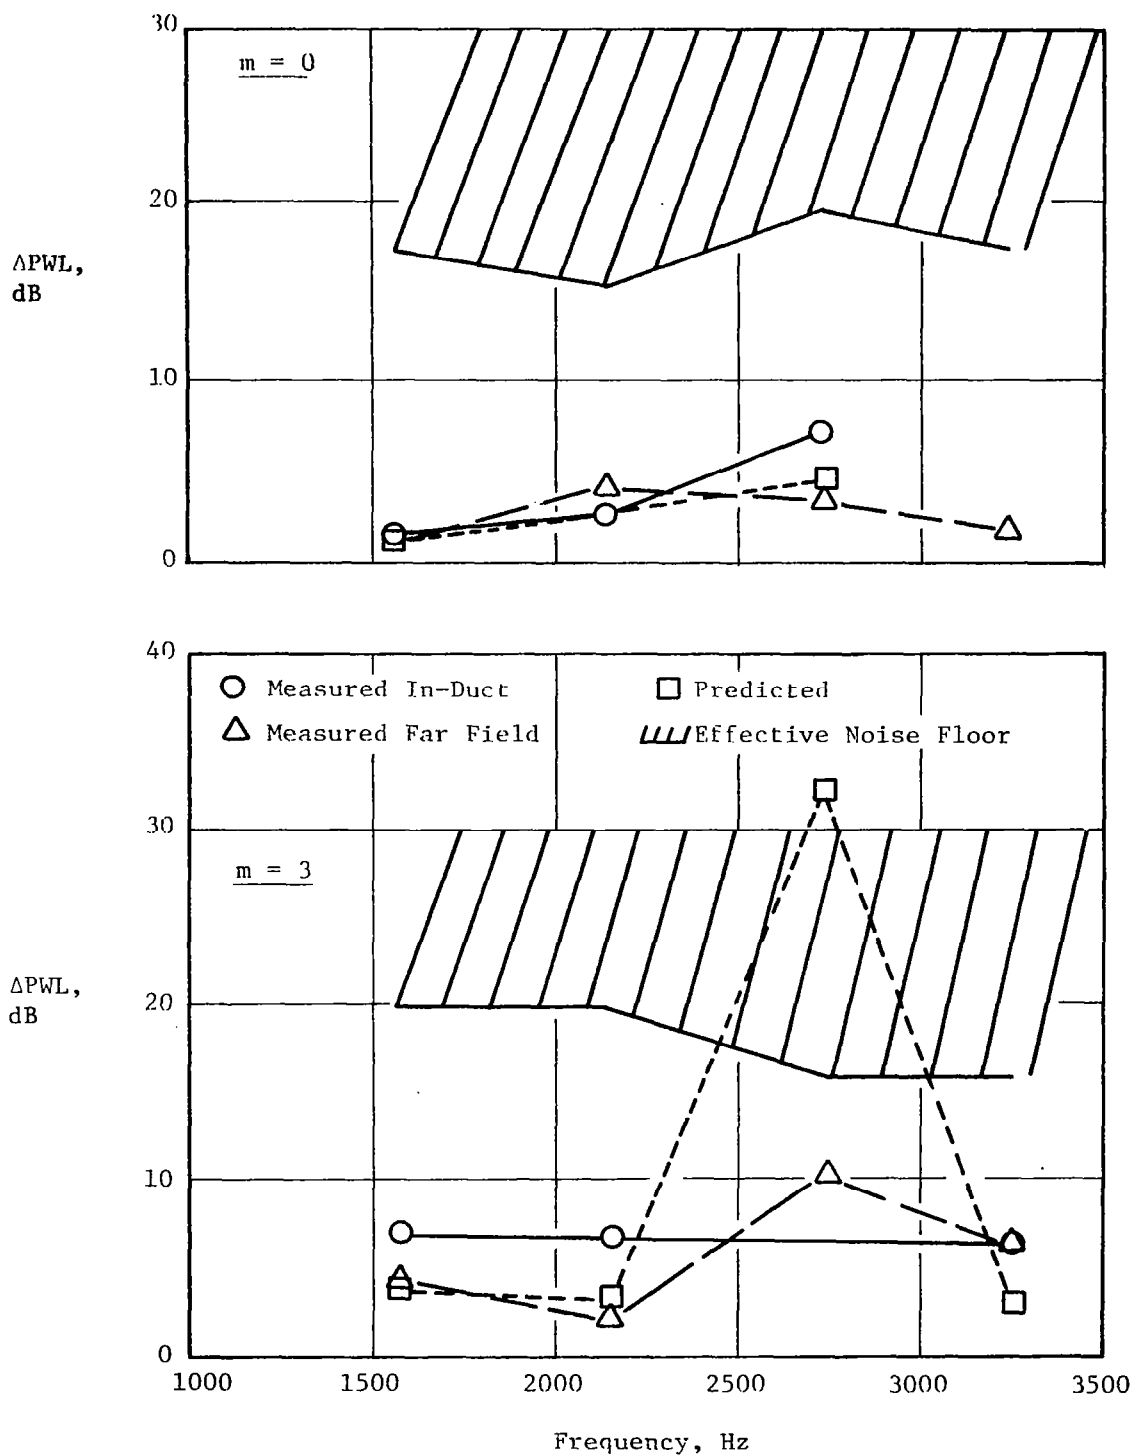 30
m = 0
20
ΔPWL,
dB
10
0
40
Measured In-Duct
Predicted
Measured Far Field
Effective Noise Floor
30
m = 3
20
ΔPWL,
dB
10
0
1000 1500 2000 2500 3000 3500
Frequency, Hz